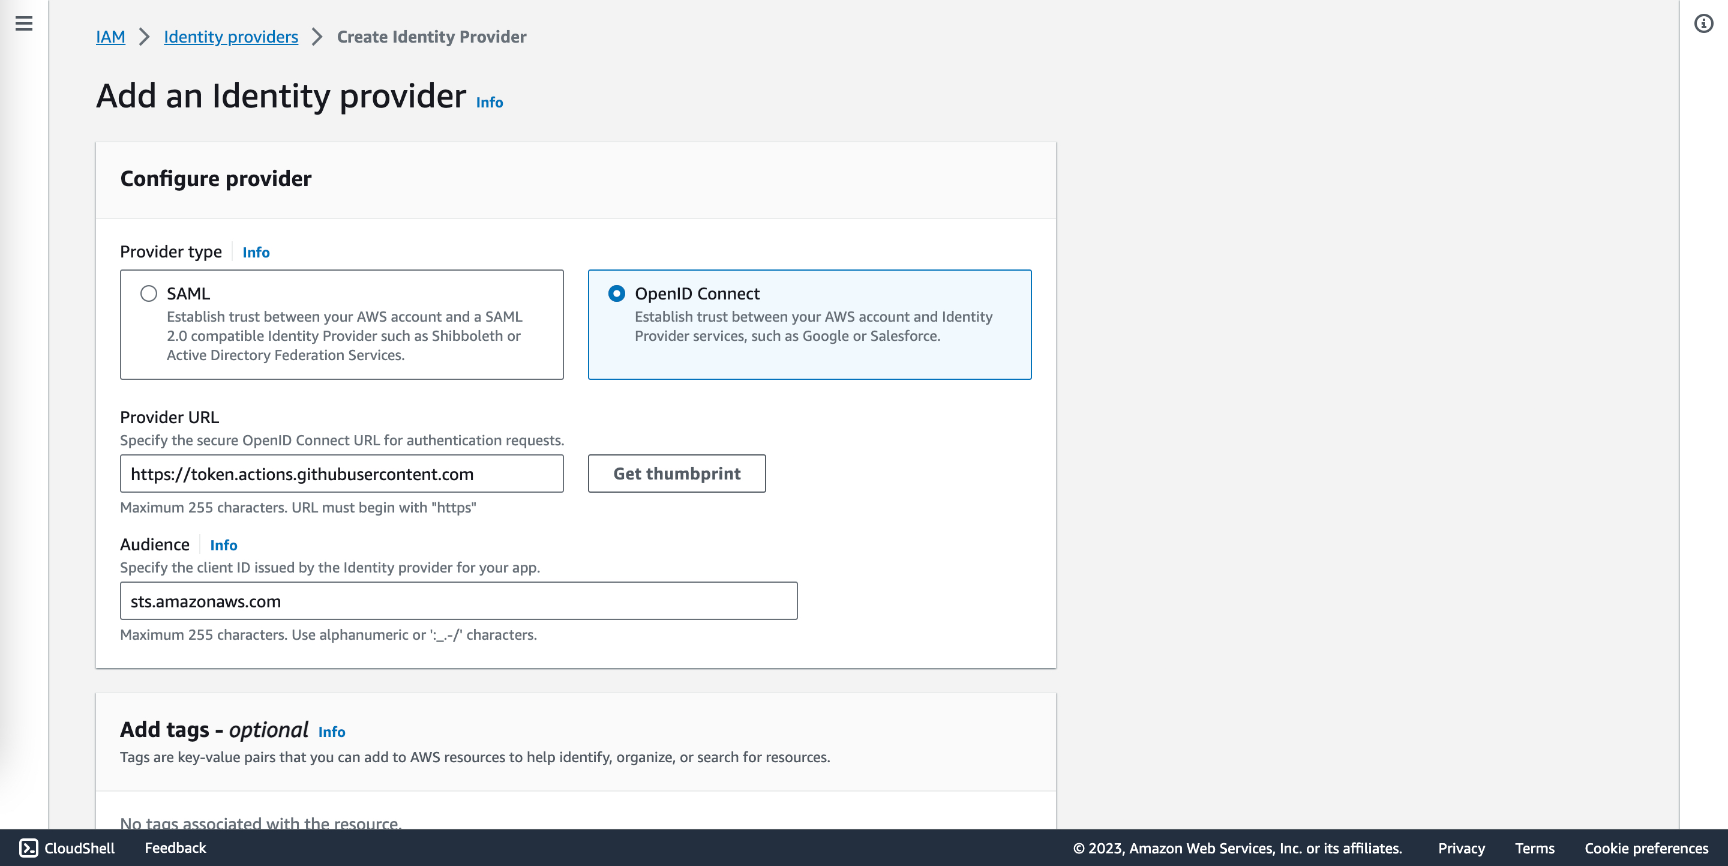 IAM > Identity providers > Create Identity Provider
Add an Identity provider Info
Configure provider
Provider type Info
SAML
Establish trust between your AWS account and a SAML
2.0 compatible Identity Provider such as Shibboleth or
Active Directory Federation Services.
OpenID Connect
Establish trust between your AWS account and Identity
Provider services, such as Google or Salesforce.
Provider URL
Specify the secure OpenID Connect URL for authentication requests.
https://token.actions.githubusercontent.com
Get thumbprint
Maximum 255 characters. URL must begin with "https"
Audience Info
Specify the client ID issued by the Identity provider for your app.
sts.amazonaws.com
Maximum 255 characters. Use alphanumeric or ':_.-/' characters.
Add tags - optional Info
Tags are key-value pairs that you can add to AWS resources to help identify, organize, or search for resources.
No tags associated with the resource.
CloudShell Feedback © 2023, Amazon Web Services, Inc. or its affiliates. Privacy Terms Cookie preferences